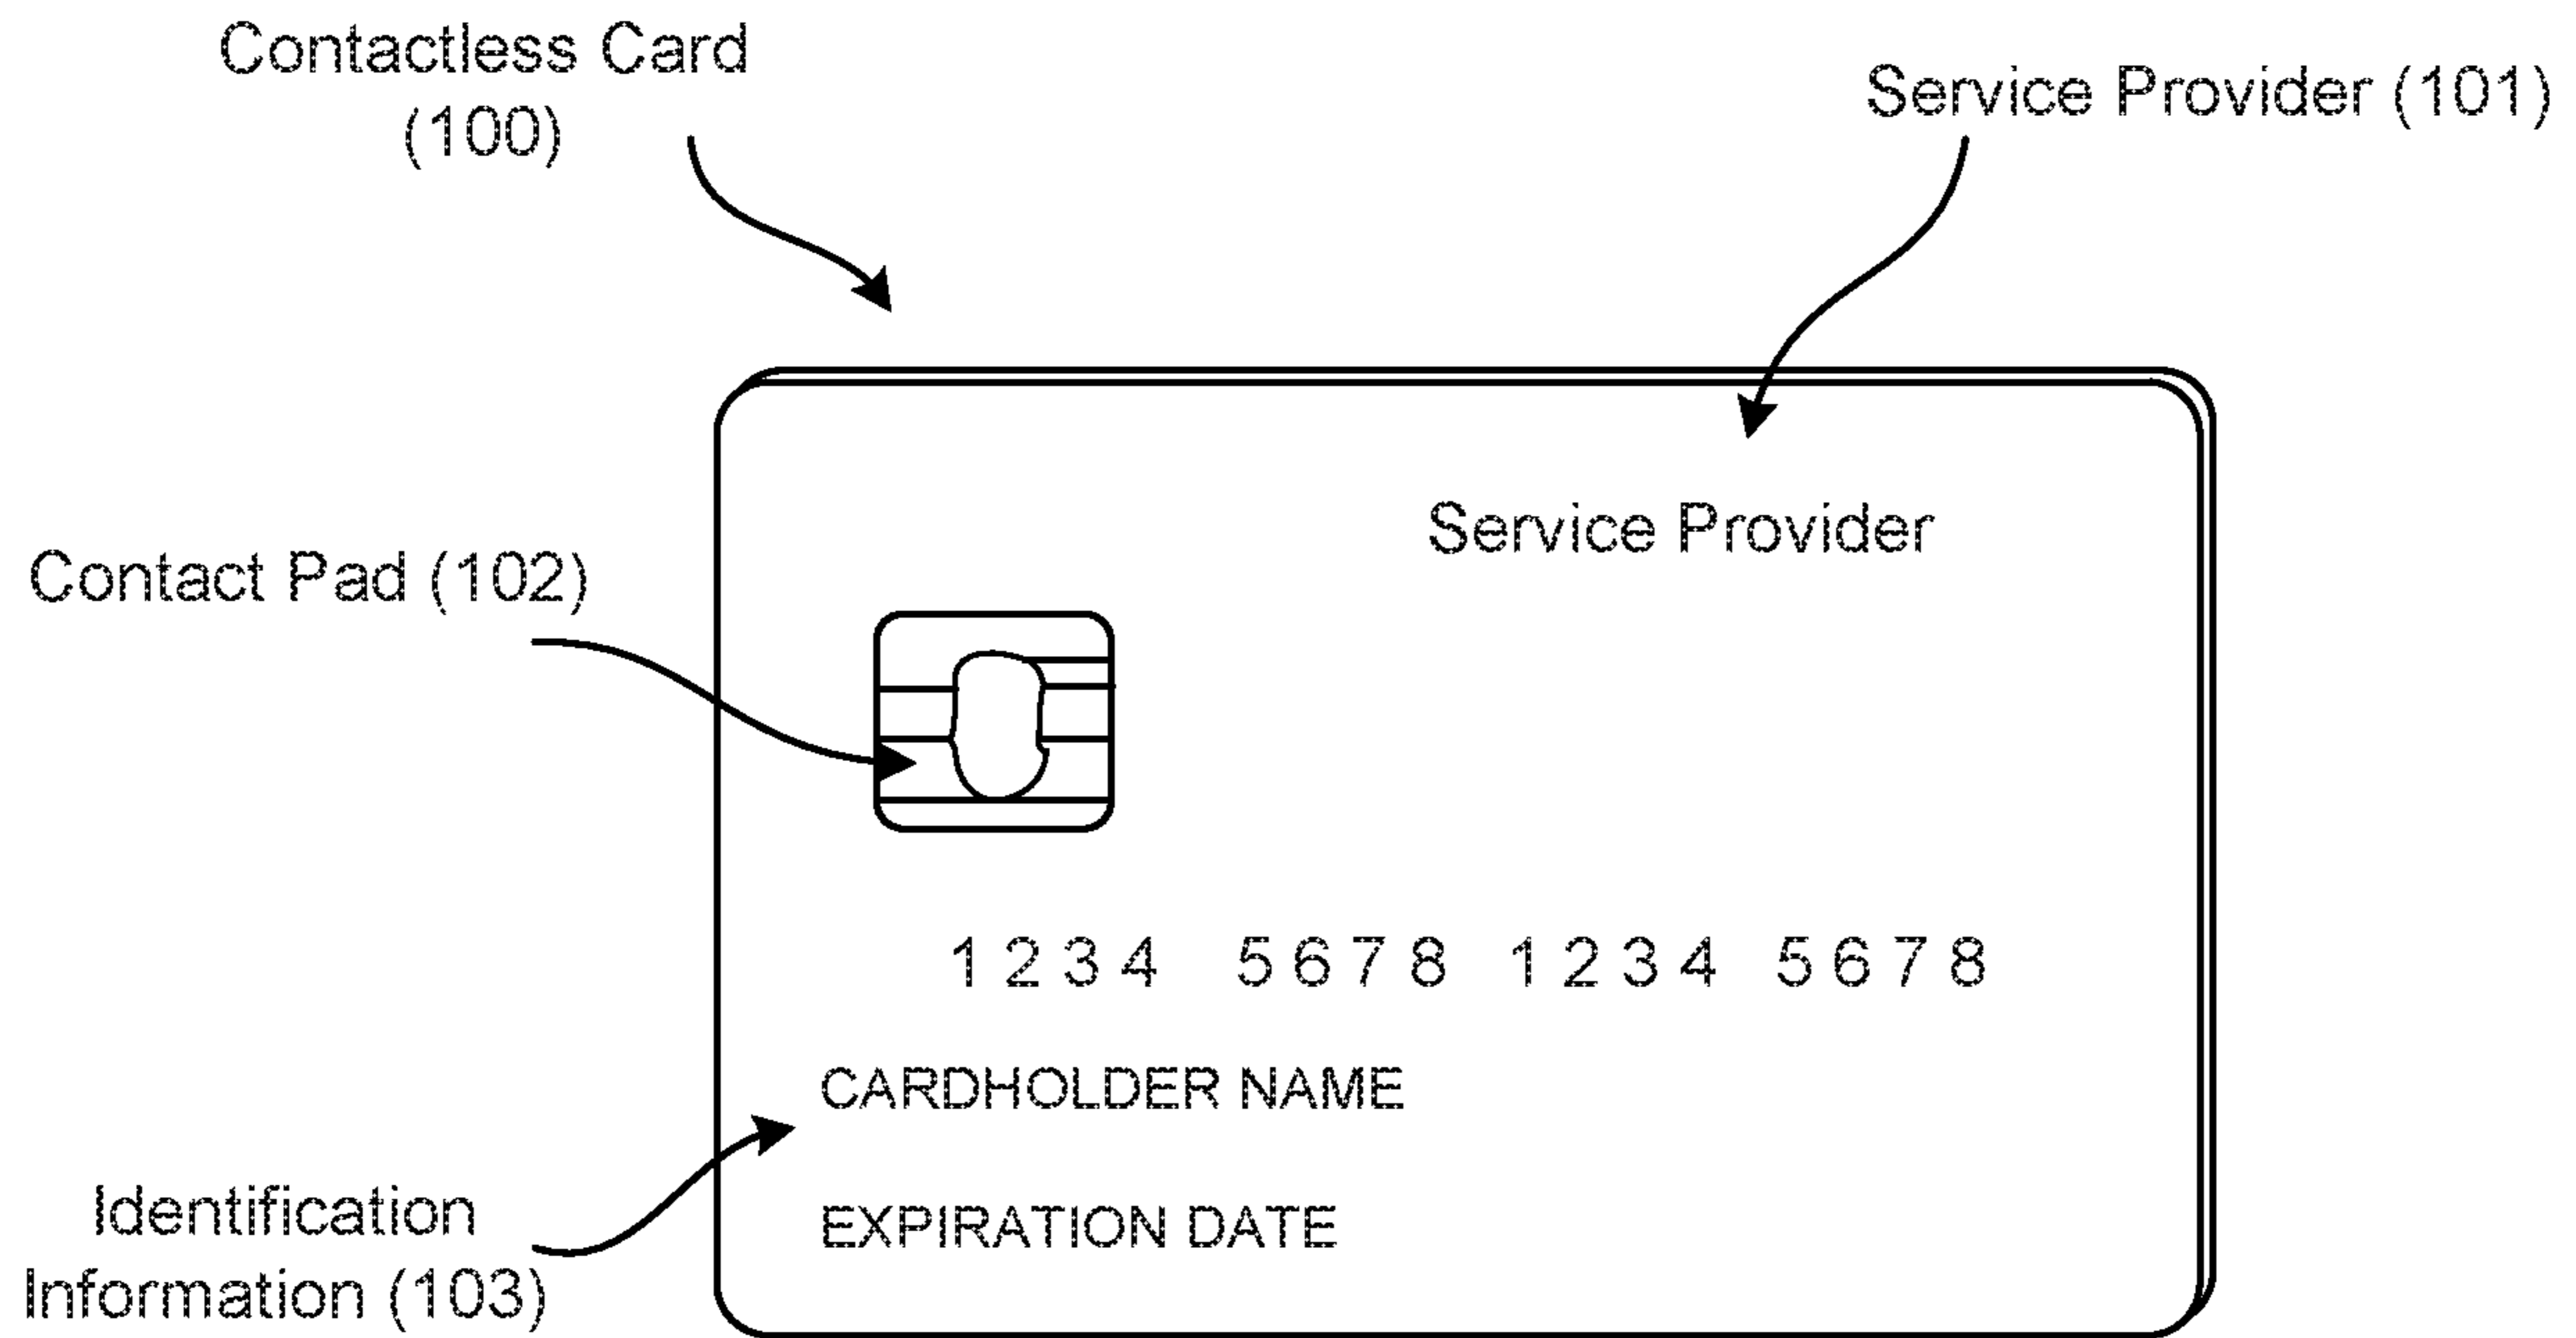 Contactless Card
(100)
Service Provider (101)
Service Provider
Contact Pad (102)
1234 5678 1234 5678
CARDHOLDER NAME
Identification
Information (103)
EXPIRATION DATE